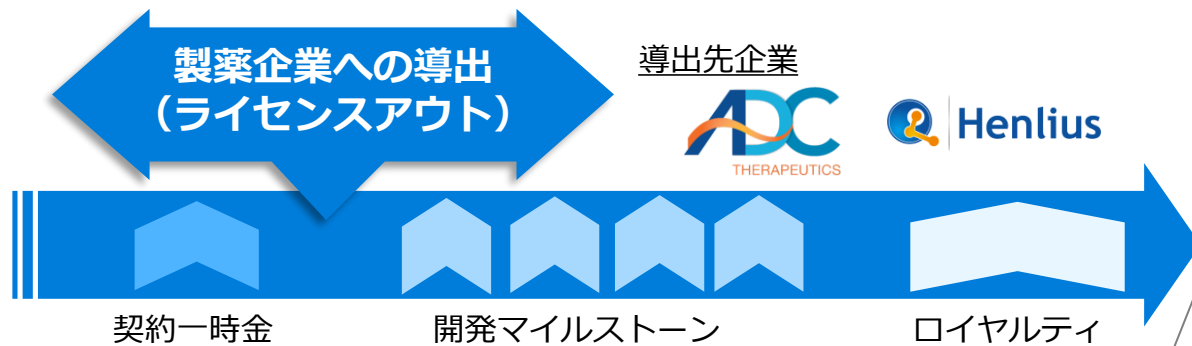 製薬企業への導出
（ライセンスアウト）
導出先企業
ADC
THERAPEUTICS
Henlius
契約一時金
開発マイルストーン
ロイヤルティ